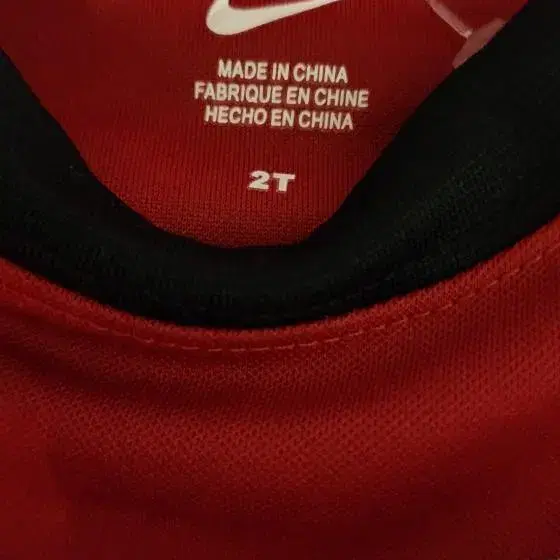 MADE IN CHINA
FABRIQUE EN CHINE
HECHO EN CHINA
2T